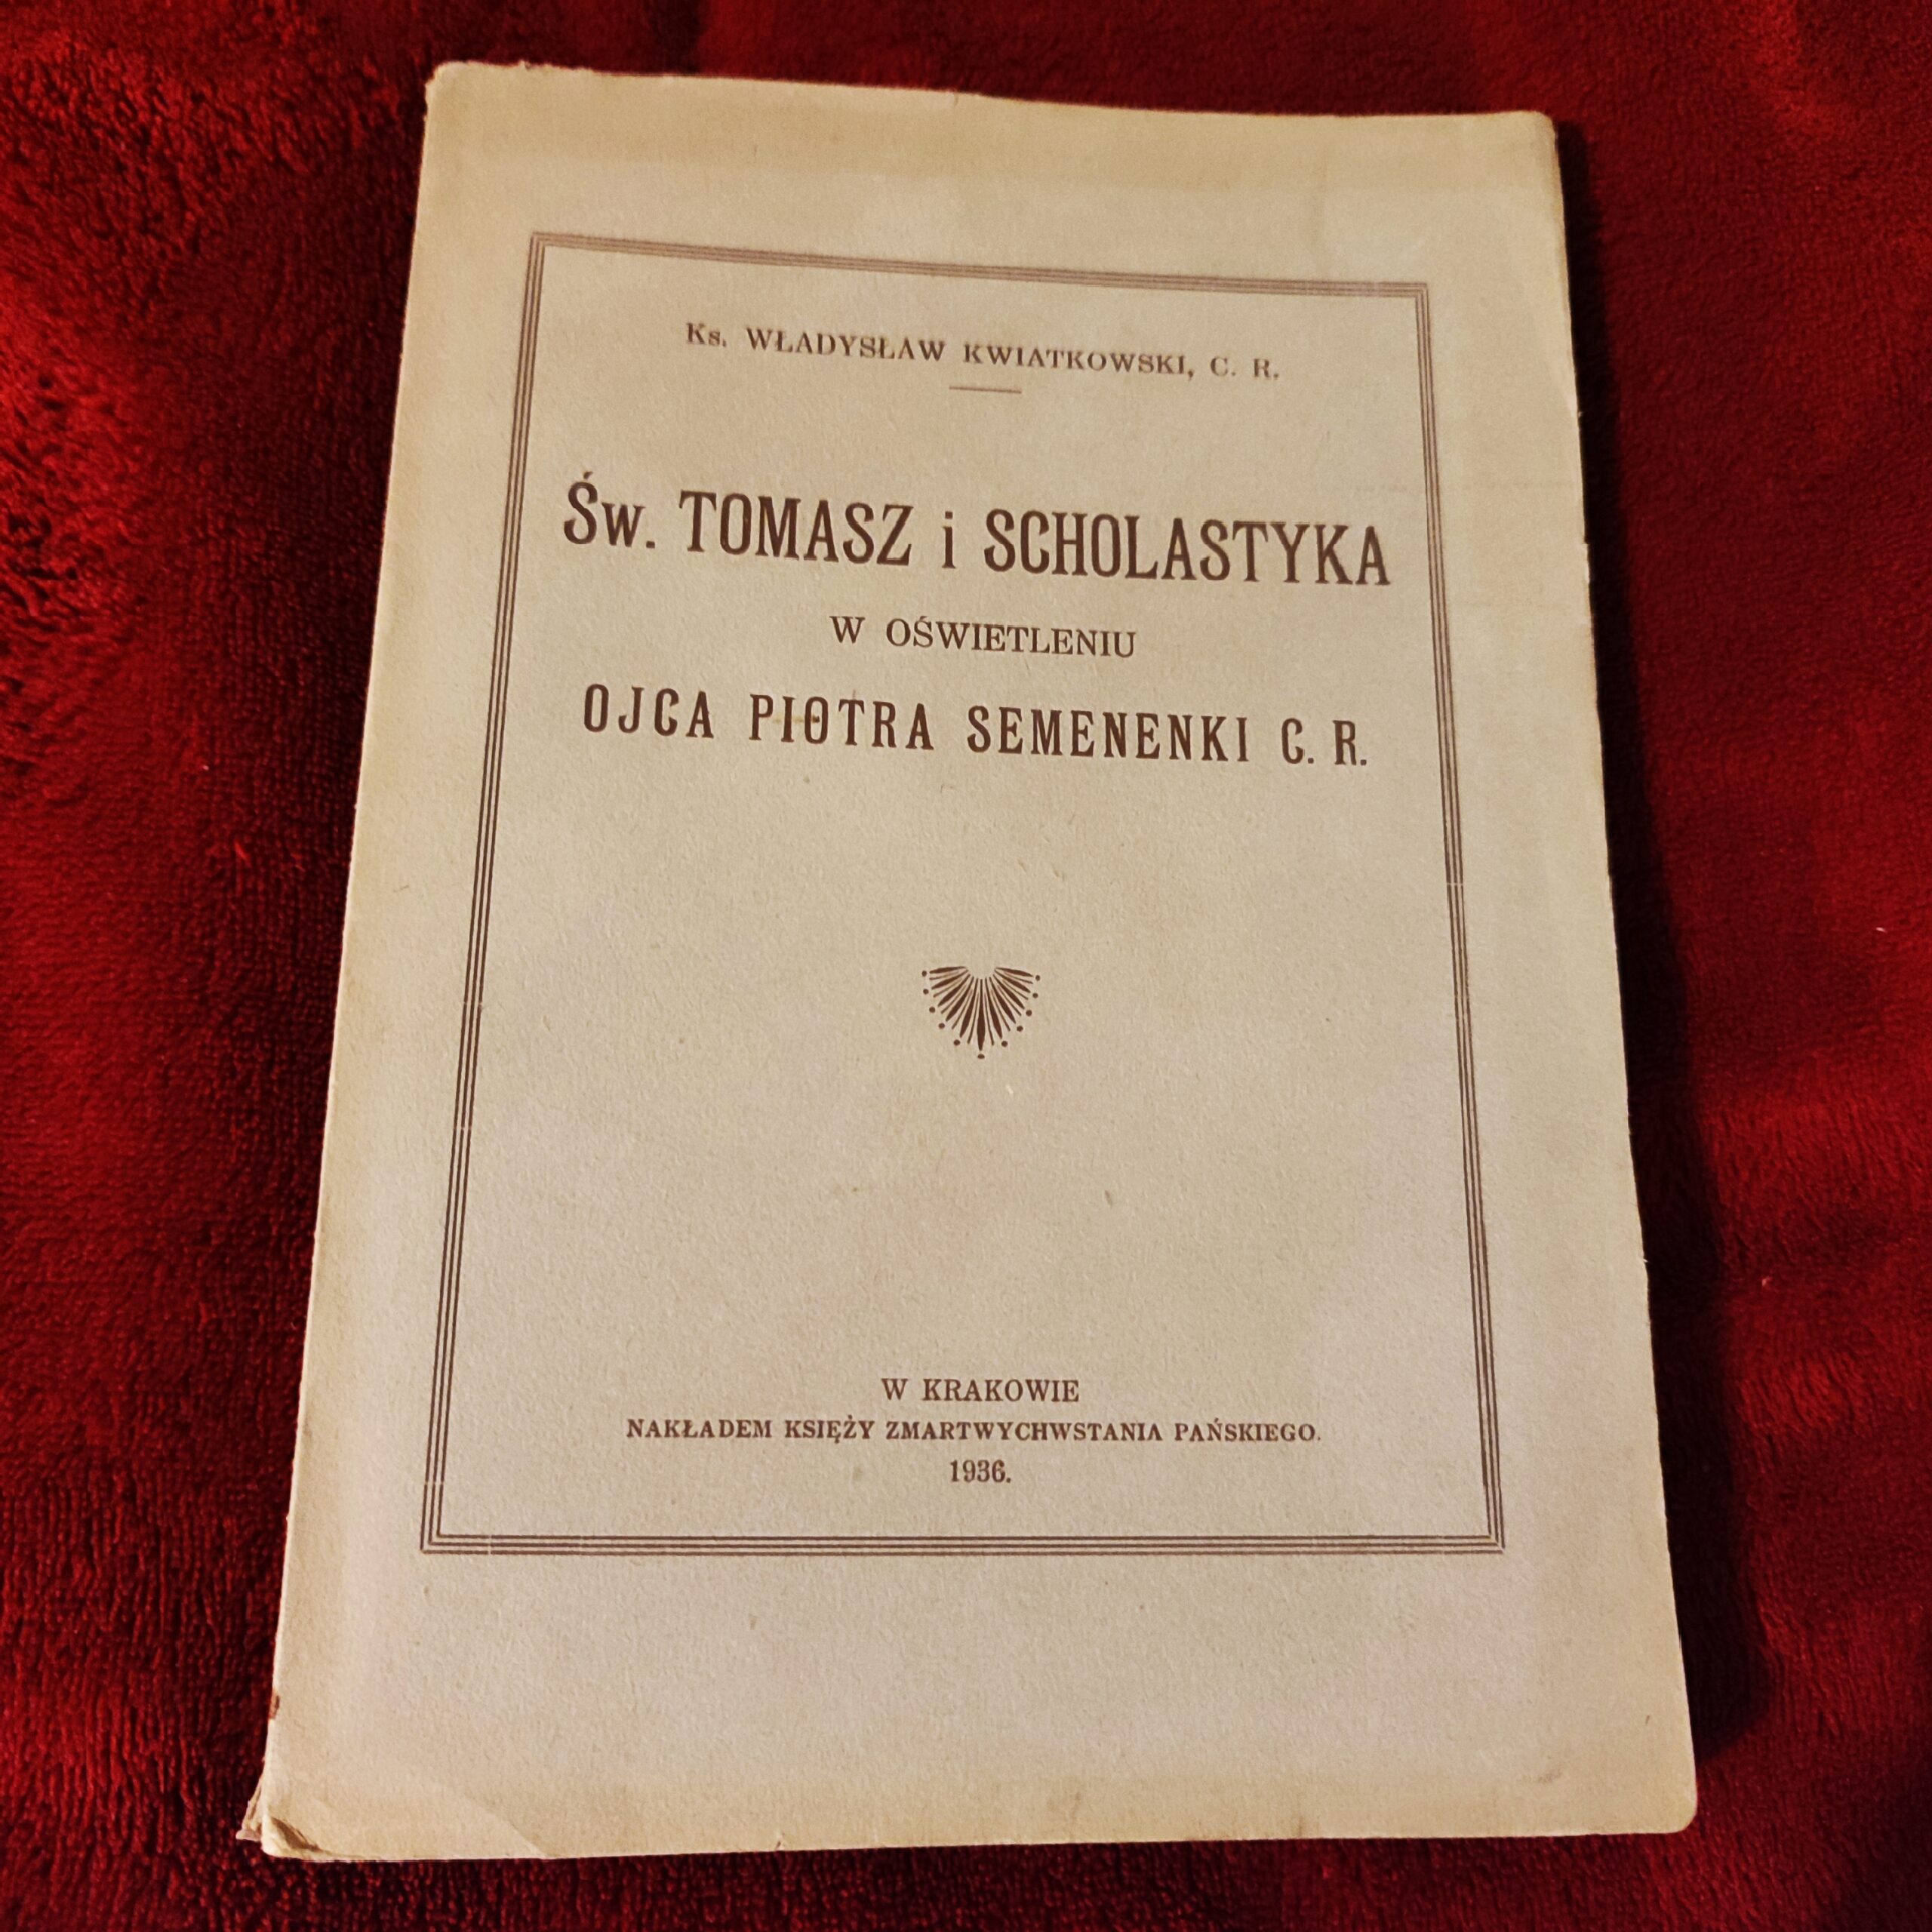 Ks. WŁADYSŁAW KWIATKOWSKI, C. R.
Św. TOMASZ i SCHOLASTYKA
W OŚWIETLENIU
OJCA PIOTRA SEMENENKI C. R.
W KRAKOWIE
NAKŁADEM KSIĘŻY ZMARTWYCHWSTANIA PAŃSKIEGO.
1936.